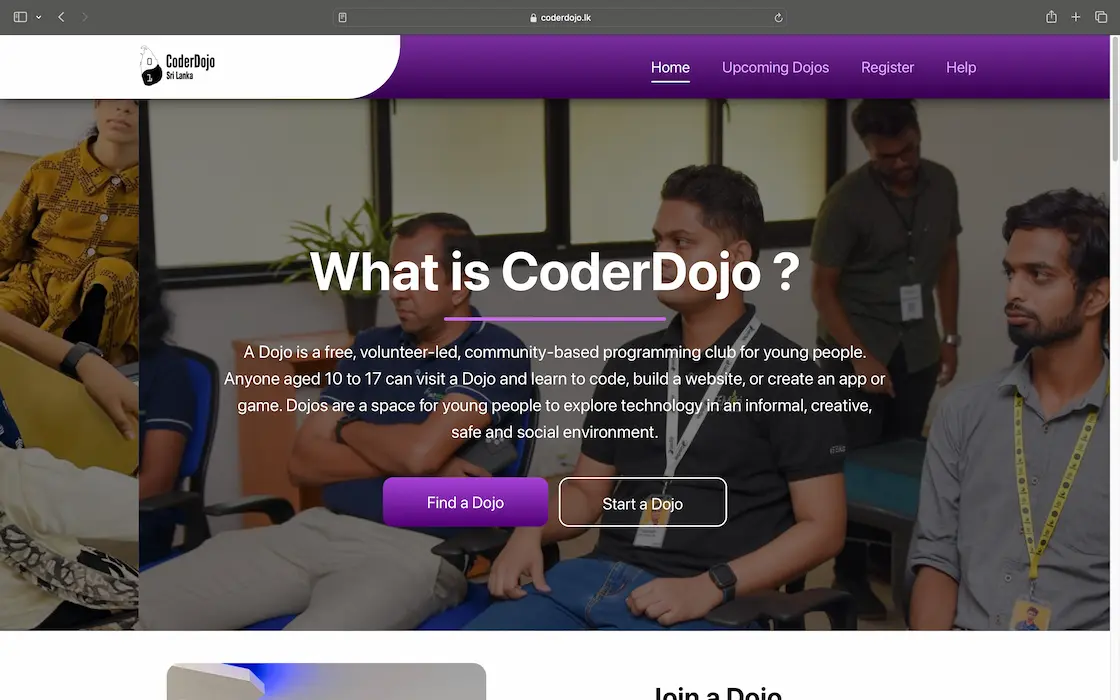 coderdojo.lk
CoderDojo
Sri Lanka
Home Upcoming Dojos Register Help
What is CoderDojo ?
A Dojo is a free, volunteer-led, community-based programming club for young people.
Anyone aged 10 to 17 can visit a Dojo and learn to code, build a website, or create an app or
game. Dojos are a space for young people to explore technology in an informal, creative,
safe and social environment.
Find a Dojo Start a Dojo
Join a Dojo